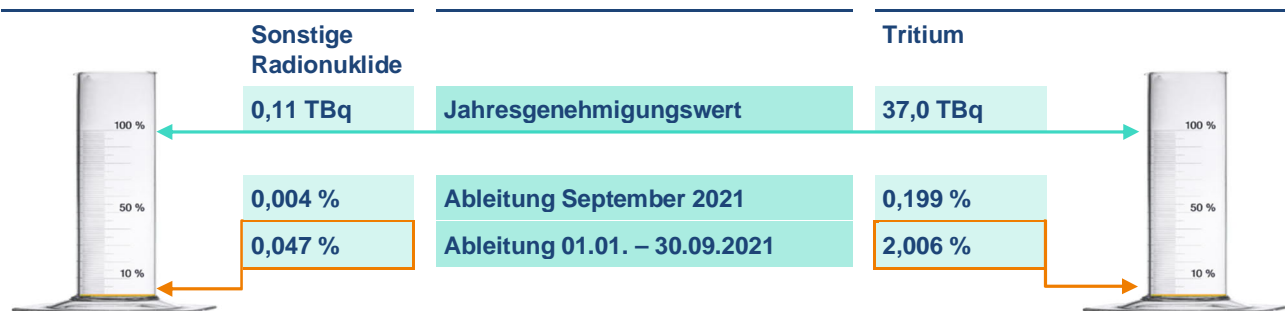 Sonstige
Radionuklide
Tritium
0,11 TBq Jahresgenehmigungswert 37,0 TBq
100 %
100 %
0,004 % Ableitung September 2021 0,199 %
50 %
50 %
0,047 % Ableitung 01.01. – 30.09.2021 2,006 %
10 %
10 %